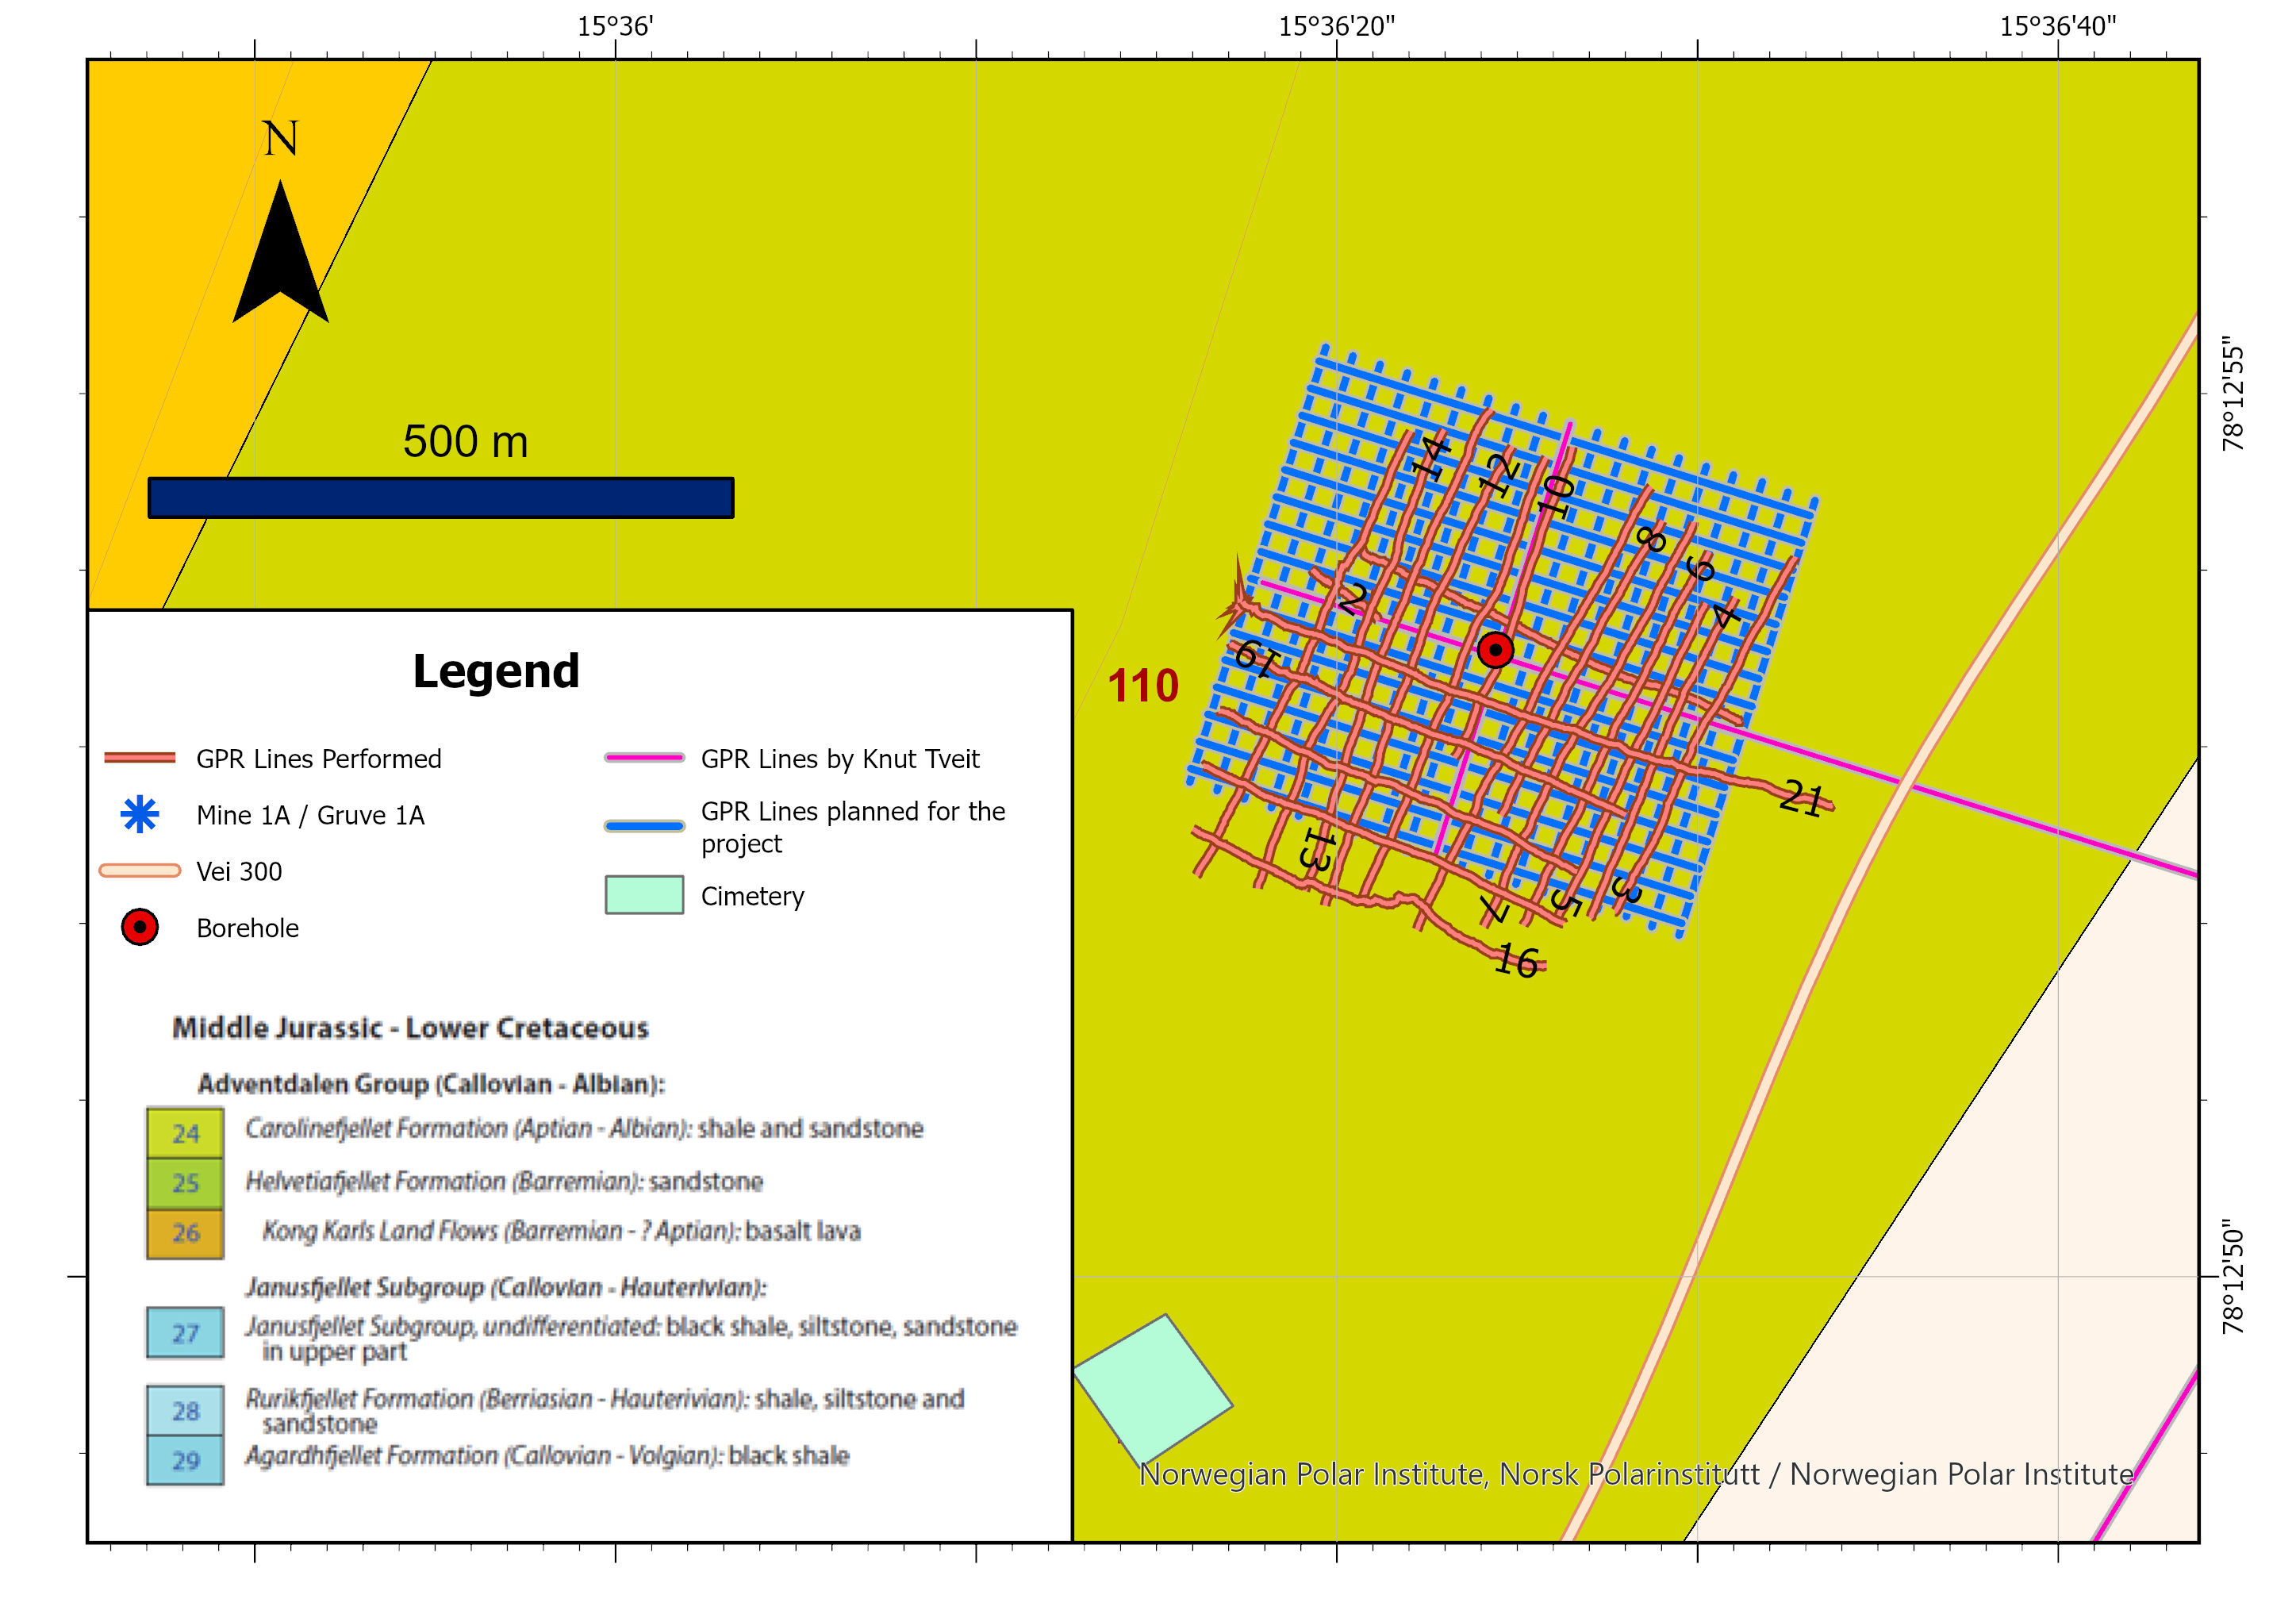 15°36'
15°36'20"
15°36'40"
N
78°12'55"
500 m
14
12
10
8
6
4
2
19
110
21
13
3
5
7
16
78°12'50"
Legend
GPR Lines Performed
Mine 1A / Gruve 1A
Vei 300
Borehole
GPR Lines by Knut Tveit
GPR Lines planned for the
project
Cimetery
Middle Jurassic - Lower Cretaceous
Adventdalen Group (Callovian - Albian):
24 Carolinefjellet Formation (Aptian - Albian): shale and sandstone
25 Helvetiafjellet Formation (Barremian): sandstone
26 Kong Karls Land Flows (Barremian - ? Aptian): basalt lava
Janusfjellet Subgroup (Callovian - Hauterivian):
27 Janusfjellet Subgroup, undifferentiated: black shale, siltstone, sandstone
in upper part
28 Rurikfjellet Formation (Berriasian - Hauterivian): shale, siltstone and
sandstone
29 Agardhfjellet Formation (Callovian - Volgian): black shale
Norwegian Polar Institute, Norsk Polarinstitutt / Norwegian Polar Institute